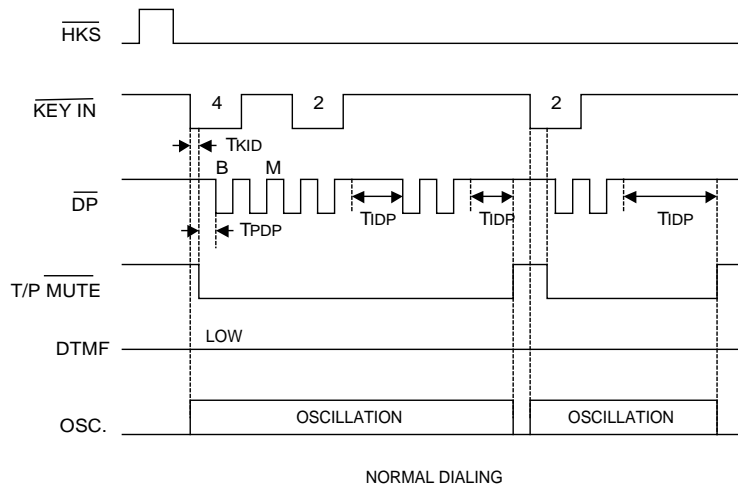 HKS
KEY IN
4
2
2
TKID
B
M
DP
TIDP
TIDP
TIDP
TPDP
T/P MUTE
LOW
DTMF
OSCILLATION
OSCILLATION
OSC.
NORMAL DIALING